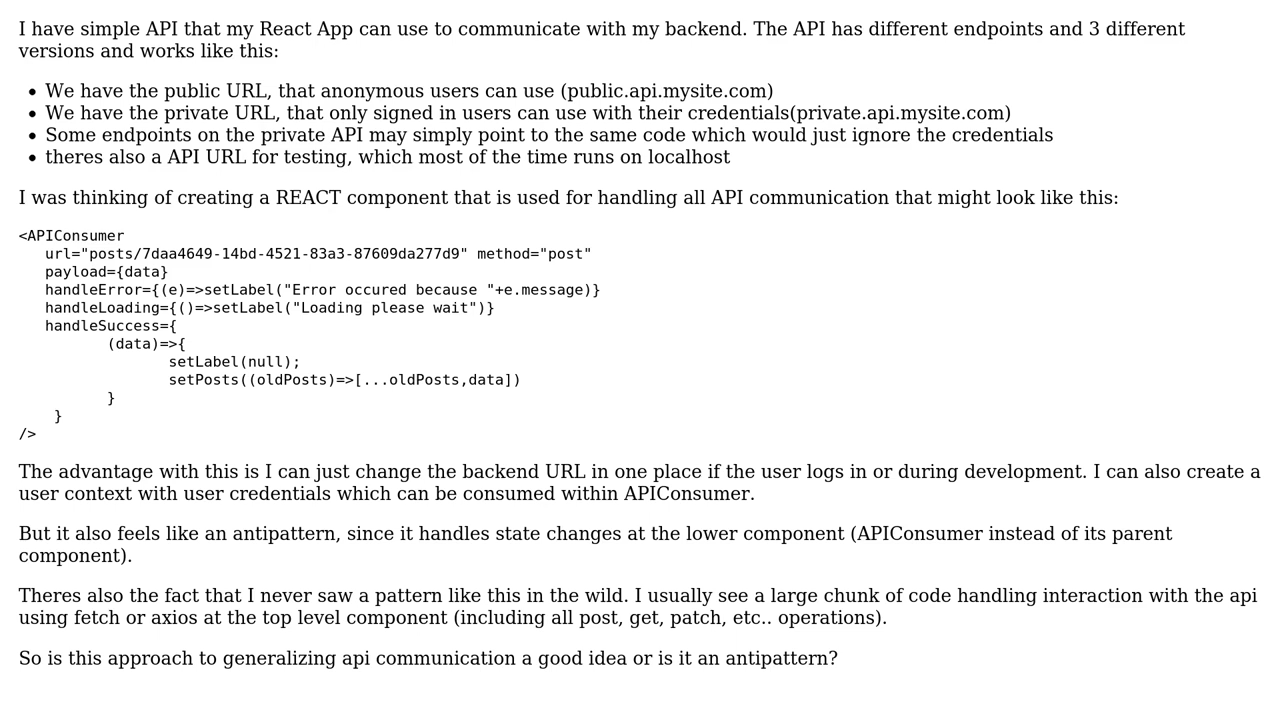 I have simple API that my React App can use to communicate with my backend. The API has different endpoints and 3 different
versions and works like this:
• We have the public URL, that anonymous users can use (public.api.mysite.com)
• We have the private URL, that only signed in users can use with their credentials(private.api.mysite.com)
• Some endpoints on the private API may simply point to the same code which would just ignore the credentials
• theres also a API URL for testing, which most of the time runs on localhost
I was thinking of creating a REACT component that is used for handling all API communication that might look like this:
<APIConsumer
   url="posts/7daa4649-14bd-4521-83a3-87609da277d9" method="post"
   payload={data}
   handleError={(e)=>setLabel("Error occured because "+e.message)}
   handleLoading={()=>setLabel("Loading please wait")}
   handleSuccess={
          (data)=>{
                 setLabel(null);
                 setPosts((oldPosts)=>[...oldPosts,data])
          }
    }
/>
The advantage with this is I can just change the backend URL in one place if the user logs in or during development. I can also create a
user context with user credentials which can be consumed within APIConsumer.
But it also feels like an antipattern, since it handles state changes at the lower component (APIConsumer instead of its parent
component).
Theres also the fact that I never saw a pattern like this in the wild. I usually see a large chunk of code handling interaction with the api
using fetch or axios at the top level component (including all post, get, patch, etc.. operations).
So is this approach to generalizing api communication a good idea or is it an antipattern?